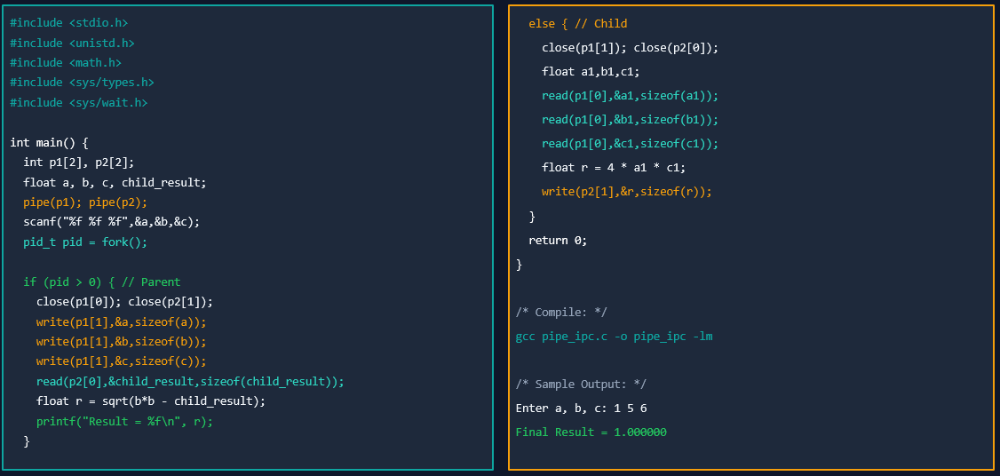 #include <stdio.h>
#include <unistd.h>
#include <math.h>
#include <sys/types.h>
#include <sys/wait.h>

int main() {
  int p1[2], p2[2];
  float a, b, c, child_result;
  pipe(p1); pipe(p2);
  scanf("%f %f %f",&a,&b,&c);
  pid_t pid = fork();

  if (pid > 0) { // Parent
    close(p1[0]); close(p2[1]);
    write(p1[1],&a,sizeof(a));
    write(p1[1],&b,sizeof(b));
    write(p1[1],&c,sizeof(c));
    read(p2[0],&child_result,sizeof(child_result));
    float r = sqrt(b*b - child_result);
    printf("Result = %f\n", r);
  }
  else { // Child
    close(p1[1]); close(p2[0]);
    float a1,b1,c1;
    read(p1[0],&a1,sizeof(a1));
    read(p1[0],&b1,sizeof(b1));
    read(p1[0],&c1,sizeof(c1));
    float r = 4 * a1 * c1;
    write(p2[1],&r,sizeof(r));
  }
  return 0;
}

/* Compile: */
gcc pipe_ipc.c -o pipe_ipc -lm

/* Sample Output: */
Enter a, b, c: 1 5 6
Final Result = 1.000000